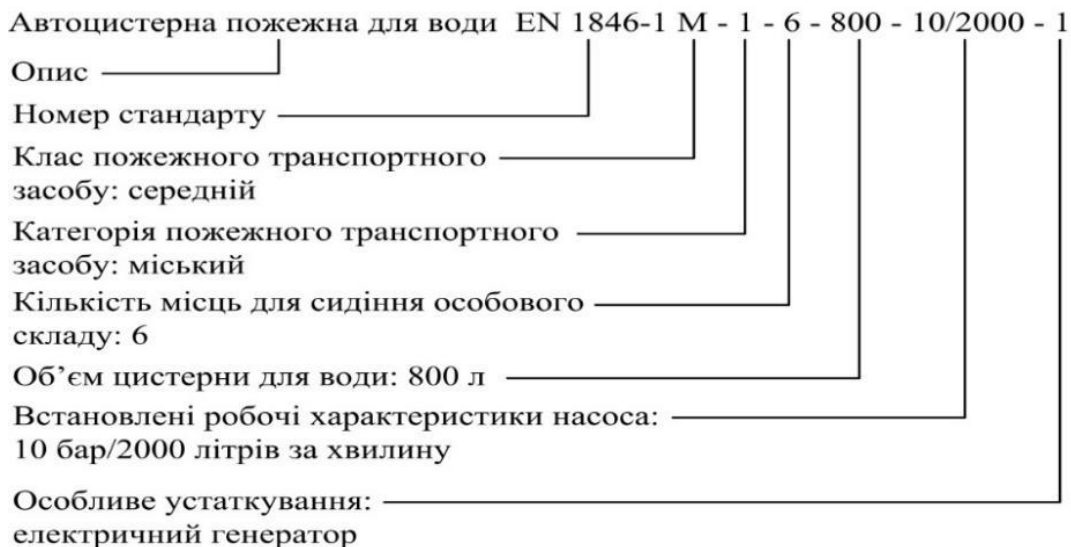 Автоцистерна пожежна для води EN 1846-1 М - 1 - 6 - 800 - 10/2000 - 1
Опис
Номер стандарту
Клас пожежного транспортного
засобу: середній
Категорія пожежного транспортного
засобу: міський
Кількість місць для сидіння особового
складу: 6
Об’єм цистерни для води: 800 л
Встановлені робочі характеристики насоса:
10 бар/2000 літрів за хвилину
Особливе устаткування:
електричний генератор